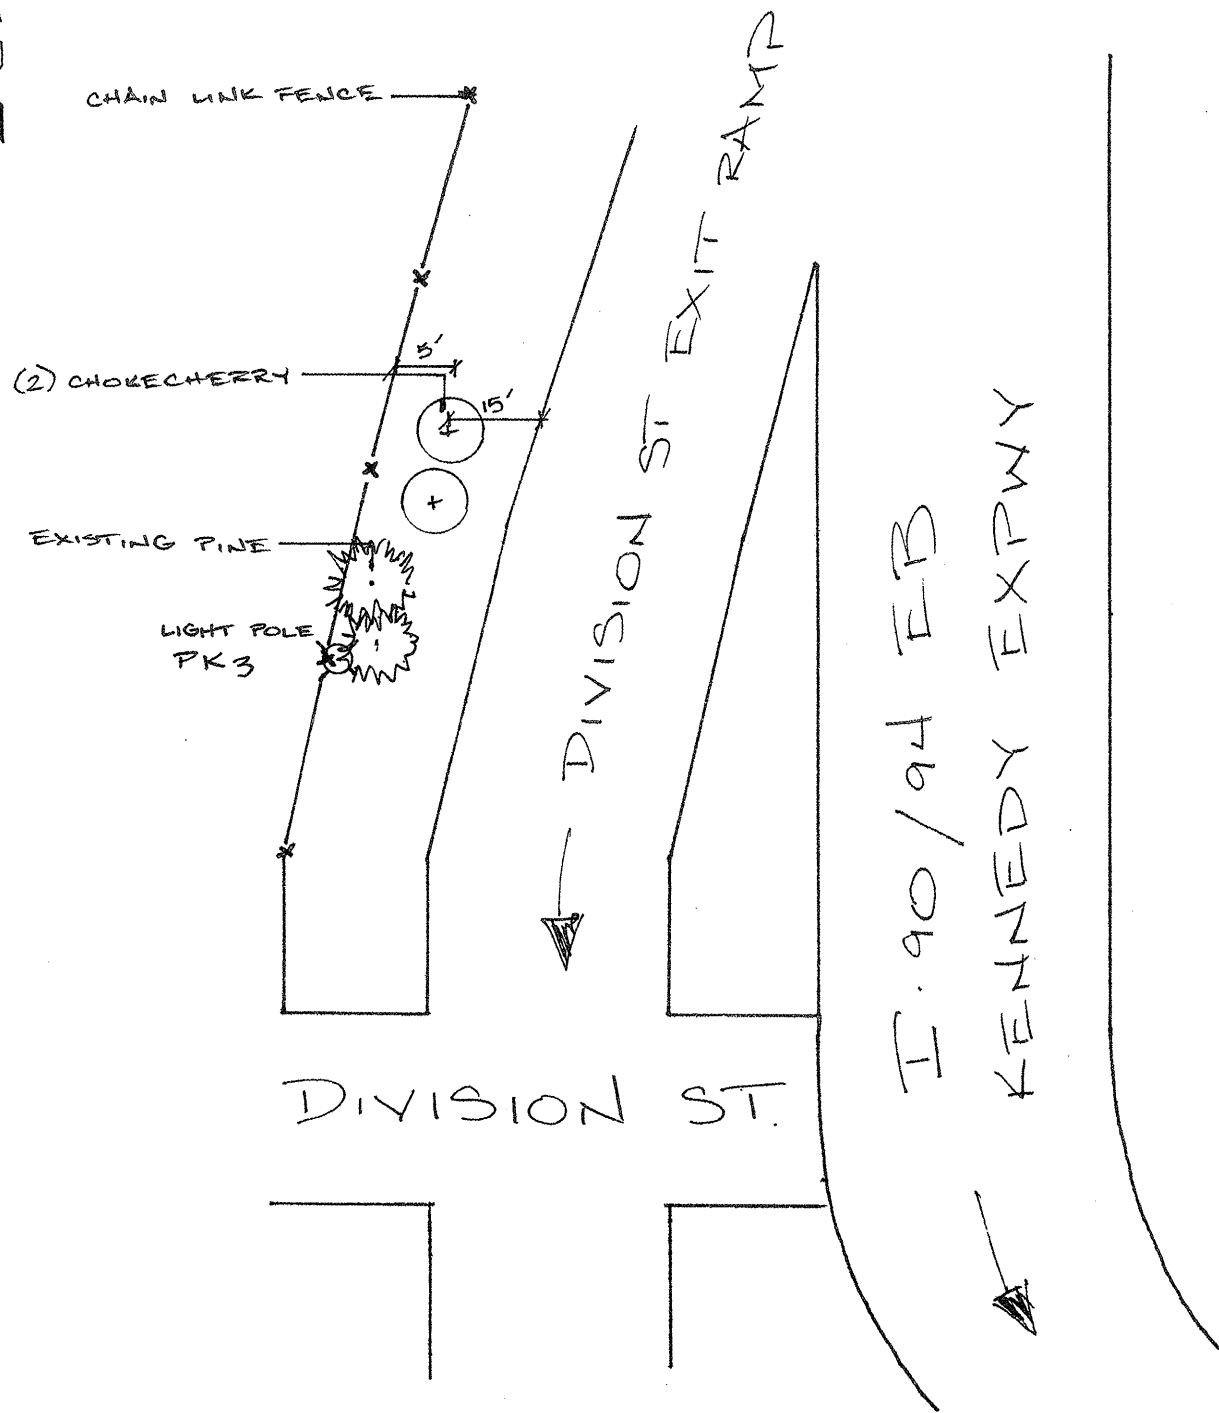 CHAIN LINK FENCE
5'
(2) CHOKECHERRY
15'
EXISTING PINE
LIGHT POLE
PK3
DIVISION ST EXIT RAMP
I-90/94 EB
KENNEDY EXPWY
DIVISION ST.